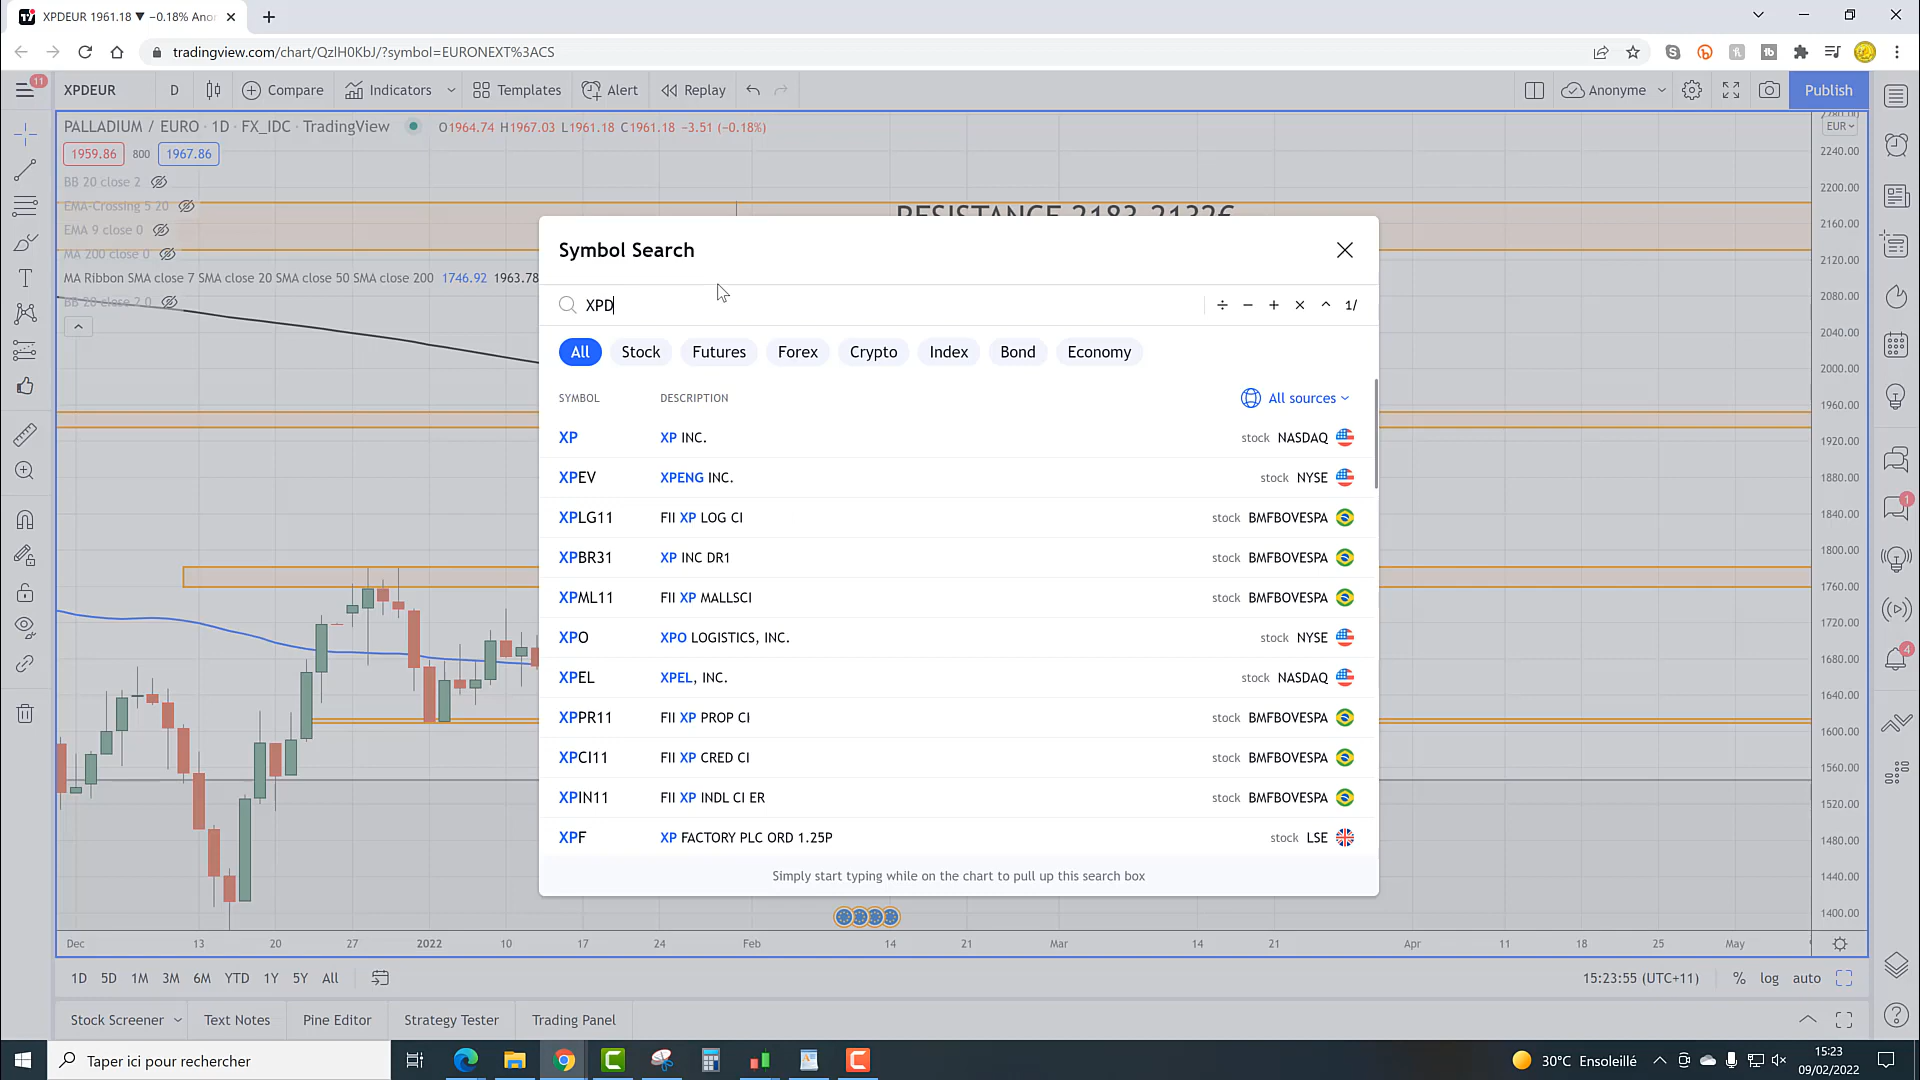 XPDEUR 1961.18 ▼ −0.18% Ano
tradingview.com/chart/QzlH0KbJ/?symbol=EURONEXT%3ACS
11
XPDEUR
D
Compare
Indicators
Templates
Alert
Replay
Anonyme
Publish
PALLADIUM / EURO · 1D · FX_IDC · TradingView
O1964.74 H1967.03 L1961.18 C1961.18 −3.51 (−0.18%)
EUR
1959.86 800 1967.86
BB 20 close 2
EMA-Crossing 5 20
EMA 9 close 0
MA 200 close 0
MA Ribbon SMA close 7 SMA close 20 SMA close 50 SMA close 200 1746.92 1963.78
BB 20 close 2 0
RESISTANCE 2183-2132€
Symbol Search
XPD
÷ − + × ^ 1/
All Stock Futures Forex Crypto Index Bond Economy
SYMBOL DESCRIPTION All sources
XP XP INC. stock NASDAQ
XPEV XPENG INC. stock NYSE
XPLG11 FII XP LOG CI stock BMFBOVESPA
XPBR31 XP INC DR1 stock BMFBOVESPA
XPML11 FII XP MALLSCI stock BMFBOVESPA
XPO XPO LOGISTICS, INC. stock NYSE
XPEL XPEL, INC. stock NASDAQ
XPPR11 FII XP PROP CI stock BMFBOVESPA
XPCI11 FII XP CRED CI stock BMFBOVESPA
XPIN11 FII XP INDL CI ER stock BMFBOVESPA
XPF XP FACTORY PLC ORD 1.25P stock LSE
Simply start typing while on the chart to pull up this search box
2240.00
2200.00
2160.00
2120.00
2080.00
2040.00
2000.00
1960.00
1920.00
1880.00
1840.00
1800.00
1760.00
1720.00
1680.00
1640.00
1600.00
1560.00
1520.00
1480.00
1440.00
1400.00
1
4
Dec 13 20 27 2022 10 17 24 Feb 14 21 Mar 14 21 Apr 11 18 25 May
1D 5D 1M 3M 6M YTD 1Y 5Y All
15:23:55 (UTC+11) % log auto
Stock Screener Text Notes Pine Editor Strategy Tester Trading Panel
Taper ici pour rechercher
30°C Ensoleillé
15:23
09/02/2022